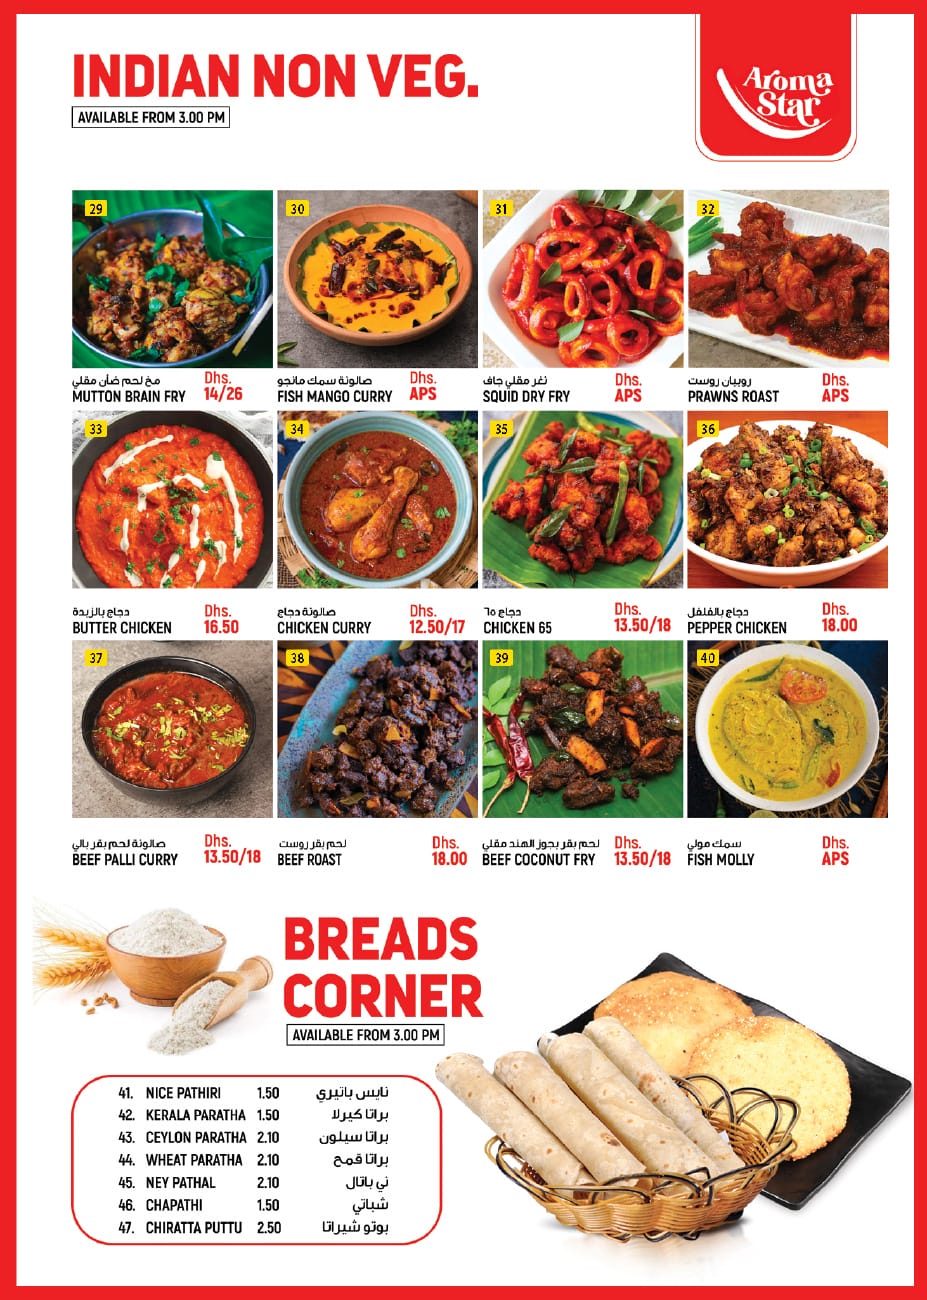 INDIAN NON VEG.
AVAILABLE FROM 3.00 PM
Aroma
Star
29
30
31
32
مخ لحم ضأن مقلي
MUTTON BRAIN FRY
Dhs.
14/26
صالونة سمك مانجو
FISH MANGO CURRY
Dhs.
APS
نغر مقلي جاف
SQUID DRY FRY
Dhs.
APS
روبيان روست
PRAWNS ROAST
Dhs.
APS
33
34
35
36
دجاج بالزبدة
BUTTER CHICKEN
Dhs.
16.50
صالونة دجاج
CHICKEN CURRY
Dhs.
12.50/17
دجاج ٦٥
CHICKEN 65
Dhs.
13.50/18
دجاج بالفلفل
PEPPER CHICKEN
Dhs.
18.00
37
38
39
40
صالونة لحم بقر بالي
BEEF PALLI CURRY
Dhs.
13.50/18
لحم بقر روست
BEEF ROAST
Dhs.
18.00
لحم بقر بجوز الهند مقلي
BEEF COCONUT FRY
Dhs.
13.50/18
سمك مولي
FISH MOLLY
Dhs.
APS
BREADS
CORNER
AVAILABLE FROM 3.00 PM
41. NICE PATHIRI 1.50 نايس باتيري
42. KERALA PARATHA 1.50 براتا كيرلا
43. CEYLON PARATHA 2.10 براتا سيلون
44. WHEAT PARATHA 2.10 براتا قمح
45. NEY PATHAL 2.10 ني باتال
46. CHAPATHI 1.50 شباتي
47. CHIRATTA PUTTU 2.50 بوتو شيراتا